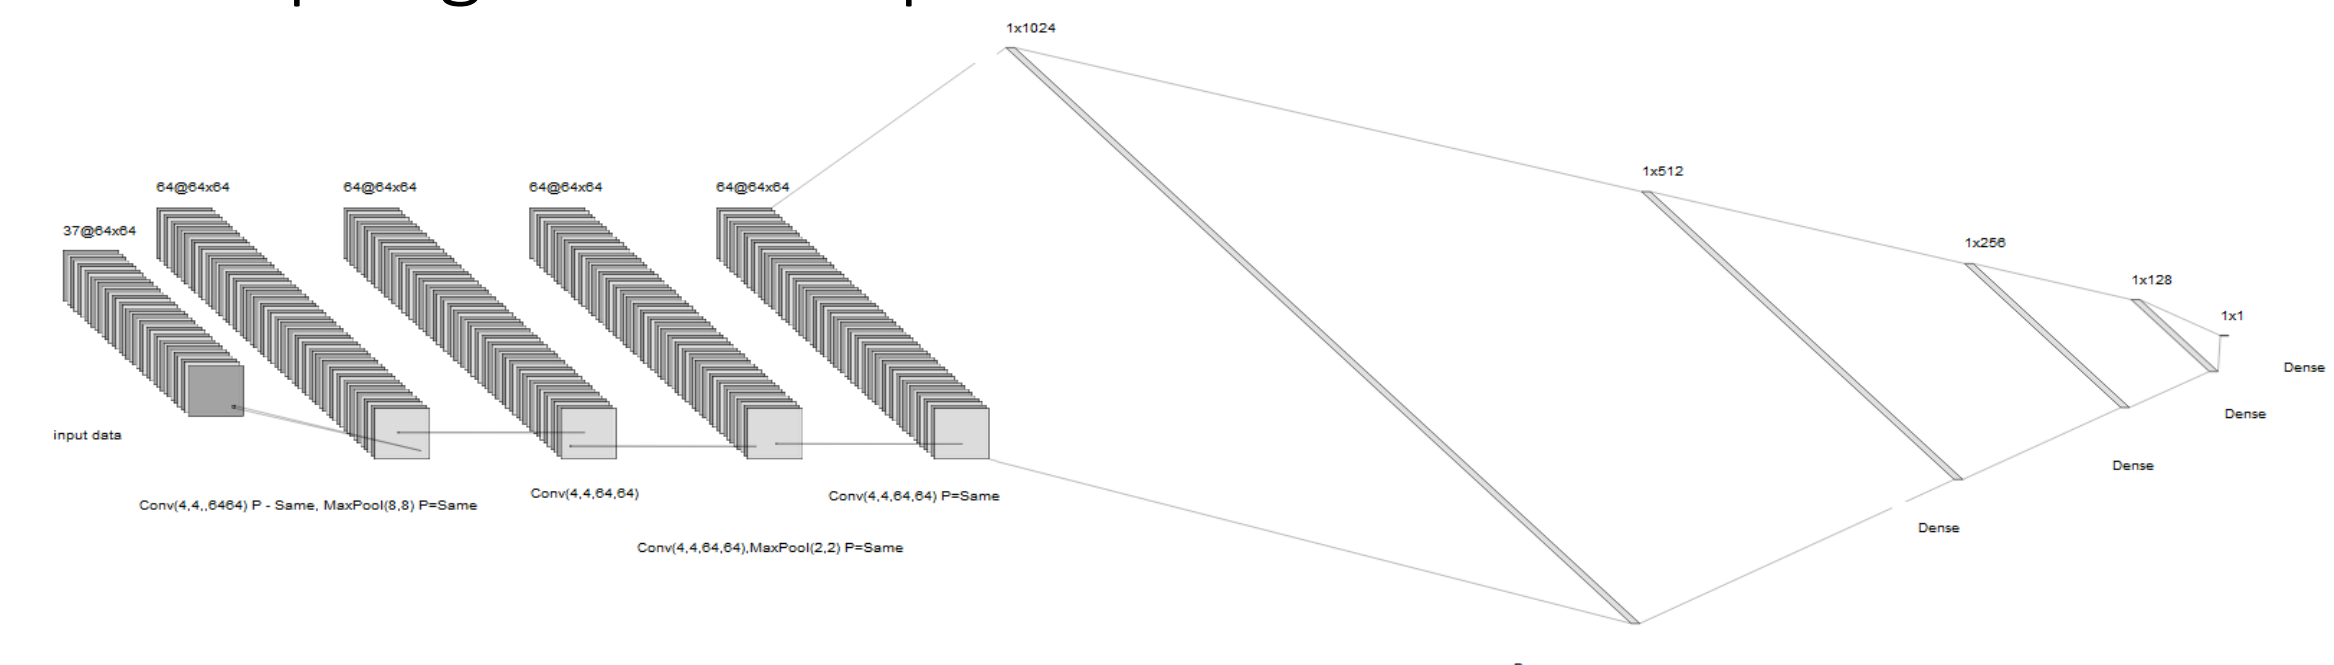 1x1024
1x512
64@64x64 64@64x64 64@64x64 64@64x64
37@64x64
1x256
1x128
1x1
Dense
Dense
input data
Dense
Conv(4,4,64,64)
Conv(4,4,64,64) P=Same
Conv(4,4,,6464) P - Same, MaxPool(8,8) P=Same
Dense
Conv(4,4,64,64),MaxPool(2,2) P=Same